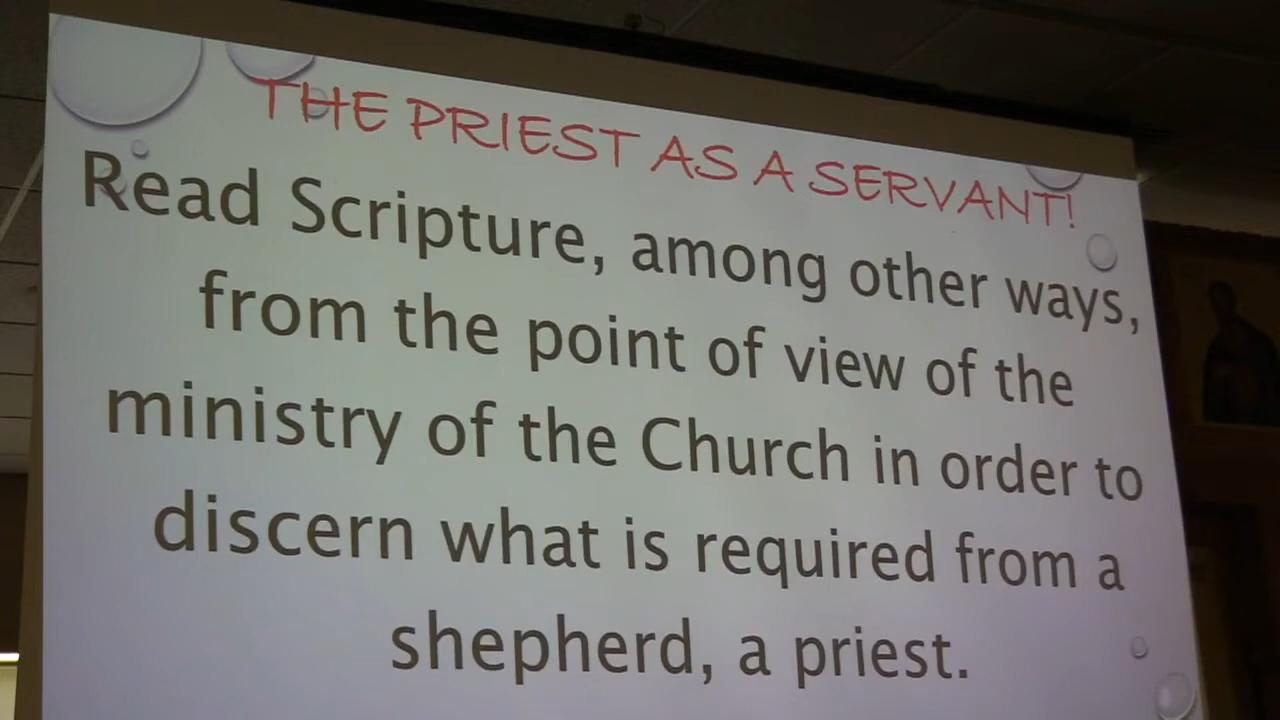 THE PRIEST AS A SERVANT!
Read Scripture, among other ways,
from the point of view of the
ministry of the Church in order to
discern what is required from a
shepherd, a priest.